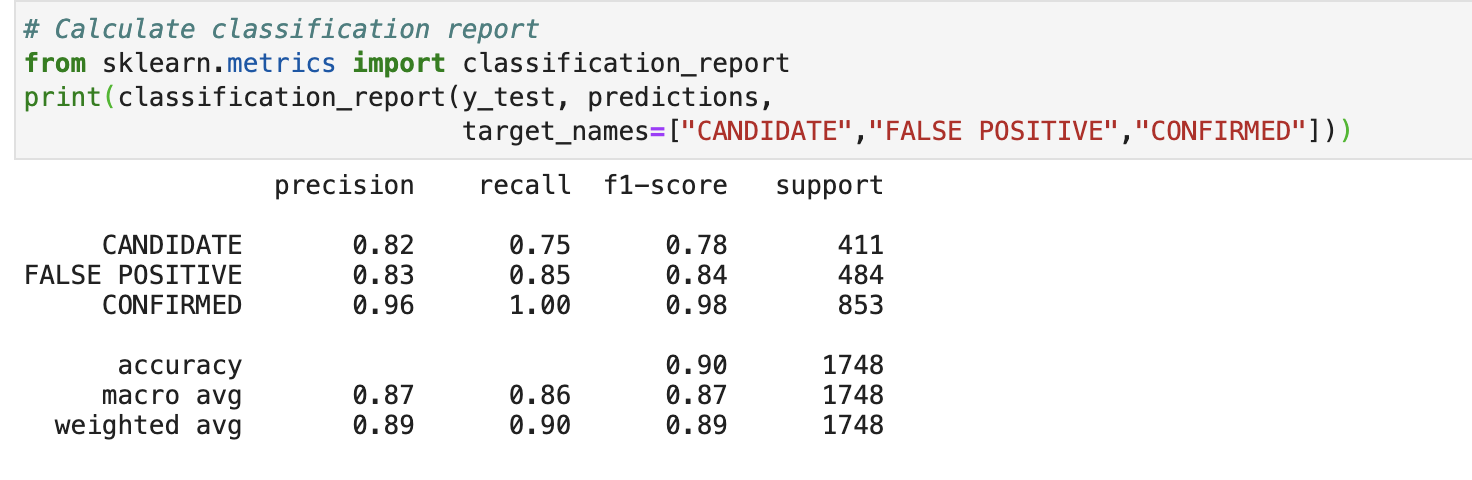 # Calculate classification report
from sklearn.metrics import classification_report
print(classification_report(y_test, predictions,
                            target_names=["CANDIDATE","FALSE POSITIVE","CONFIRMED"]))
                precision    recall  f1-score   support

     CANDIDATE       0.82      0.75      0.78       411
FALSE POSITIVE       0.83      0.85      0.84       484
     CONFIRMED       0.96      1.00      0.98       853

      accuracy                           0.90      1748
     macro avg       0.87      0.86      0.87      1748
  weighted avg       0.89      0.90      0.89      1748